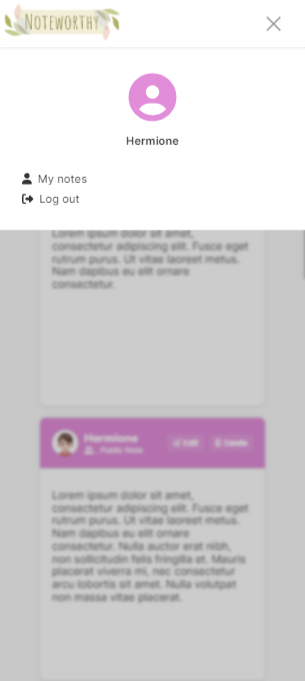 Noteworthy
Hermione
My notes
Log out
Lorem ipsum dolor sit amet,
consectetur adipiscing elit. Fusce eget
rutrum purus. Ut vitae laoreet metus.
Nam dapibus eu elit ornare
consectetur.
Hermione
Public Note
Edit
Delete
Lorem ipsum dolor sit amet,
consectetur adipiscing elit. Fusce eget
rutrum purus. Ut vitae laoreet metus.
Nam dapibus eu elit ornare
consectetur. Nulla auctor erat nibh,
non sollicitudin felis fringilla et. Mauris
placerat viverra mi, nec consectetur
arcu lobortis sit amet. Nulla volutpat
non massa vitae placerat.